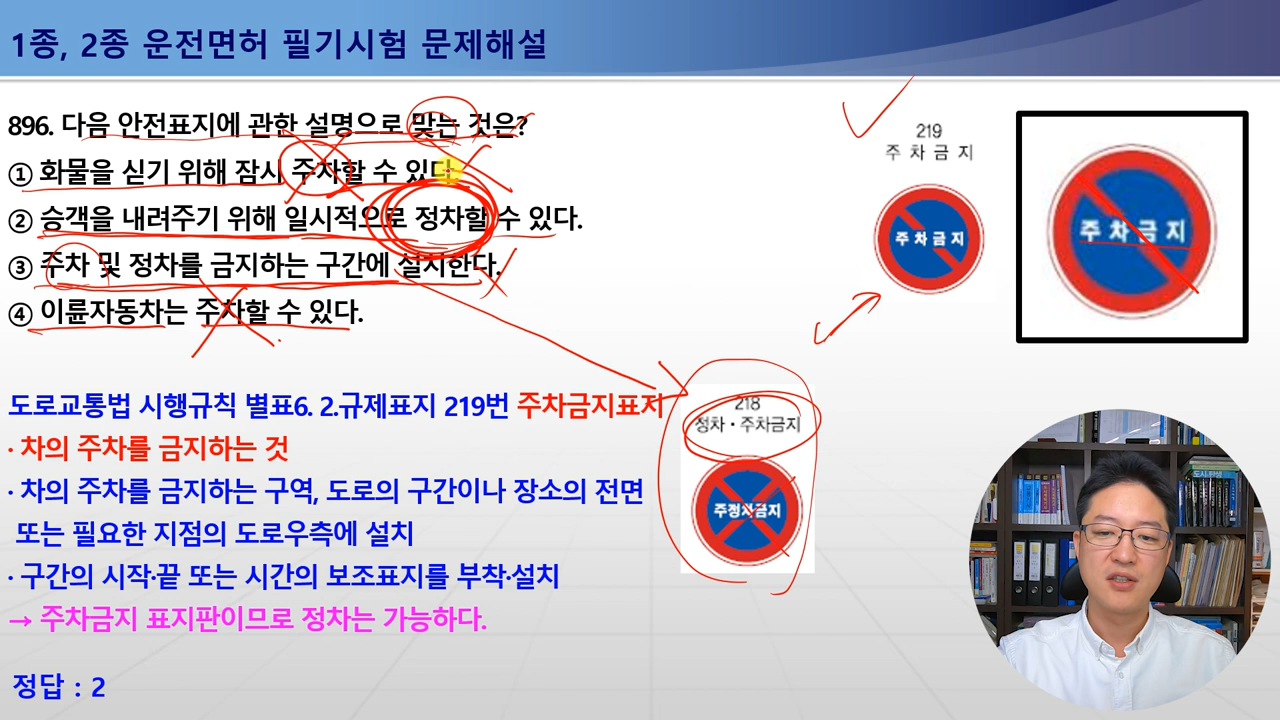 1종, 2종 운전면허 필기시험 문제해설
896. 다음 안전표지에 관한 설명으로 맞는 것은?
① 화물을 싣기 위해 잠시 주차할 수 있다.
② 승객을 내려주기 위해 일시적으로 정차할 수 있다.
③ 주차 및 정차를 금지하는 구간에 설치한다.
④ 이륜자동차는 주차할 수 있다.
219
주 차 금 지
주 차 금 지
주 차 금 지
도로교통법 시행규칙 별표6. 2.규제표지 219번 주차금지표지
· 차의 주차를 금지하는 것
· 차의 주차를 금지하는 구역, 도로의 구간이나 장소의 전면
또는 필요한 지점의 도로우측에 설치
· 구간의 시작·끝 또는 시간의 보조표지를 부착·설치
→ 주차금지 표지판이므로 정차는 가능하다.
218
정차·주차금지
주정차금지
정답 : 2